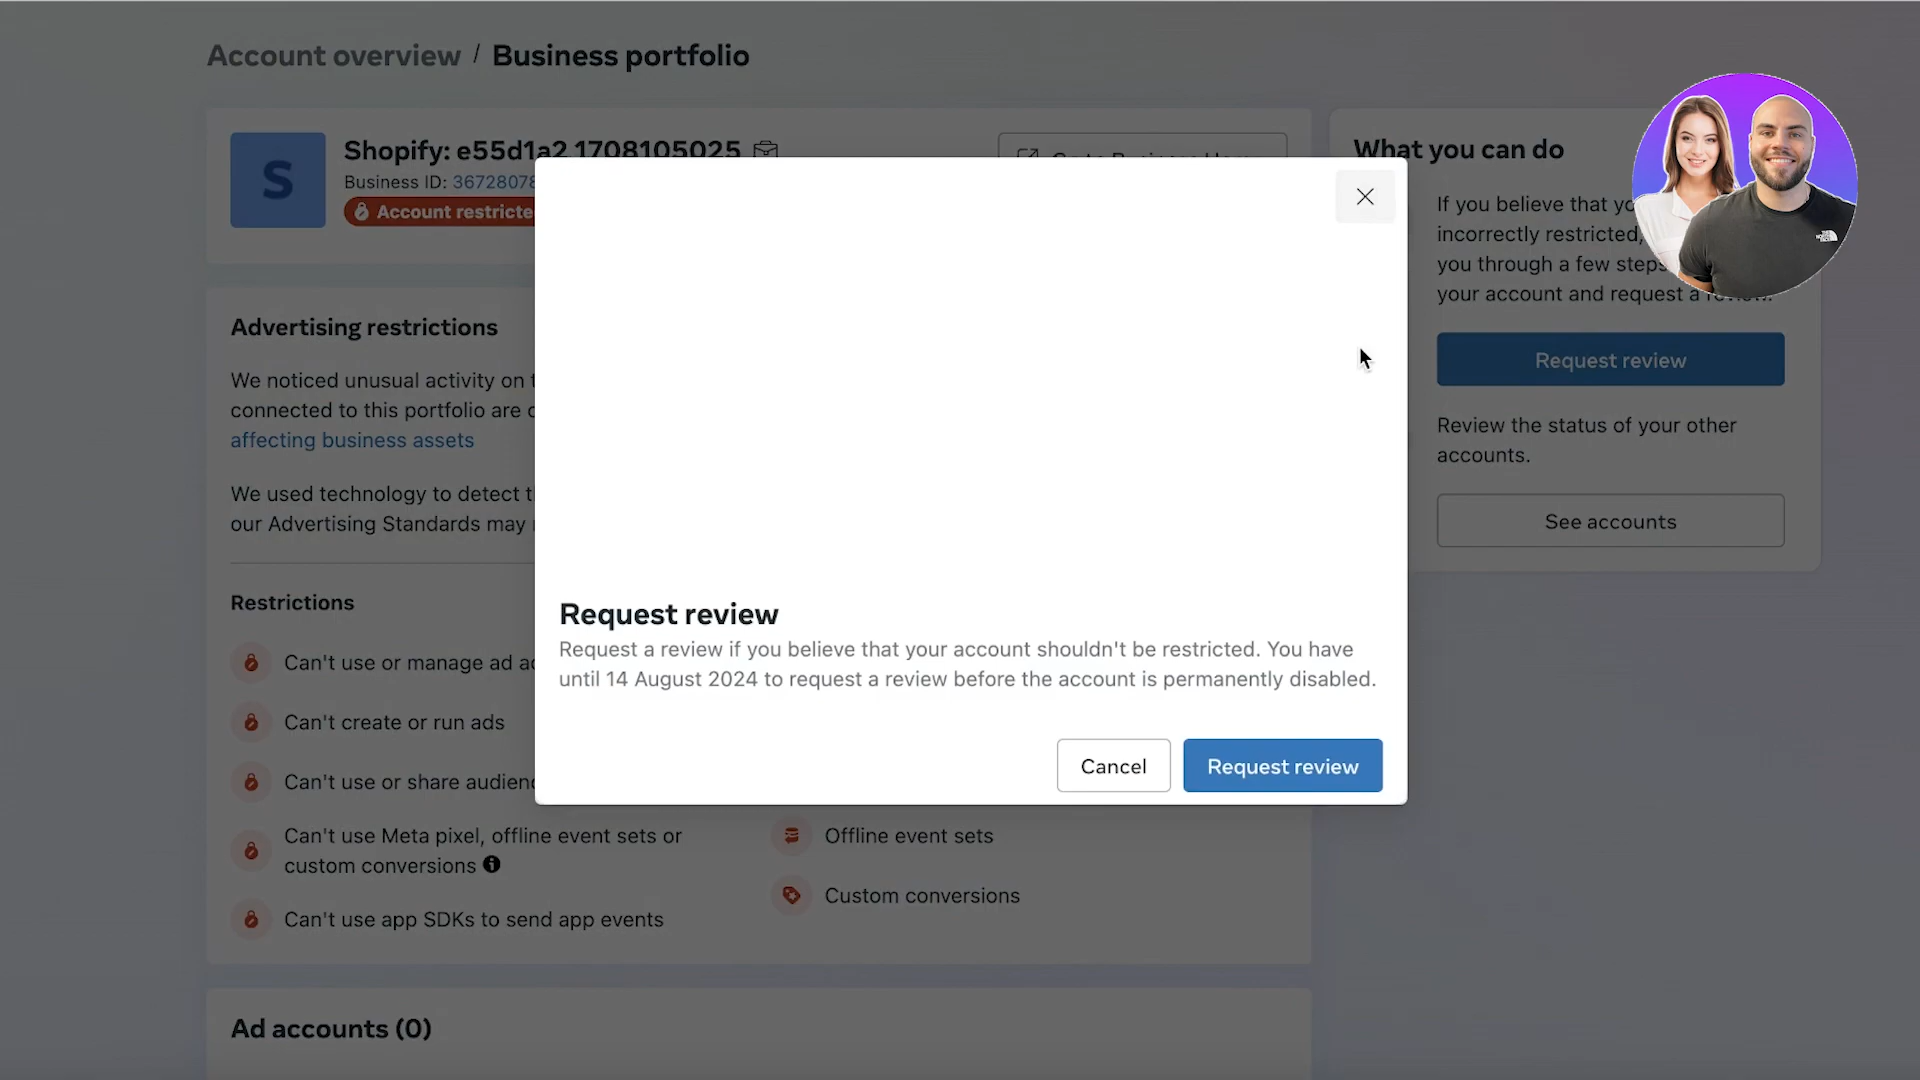 Account overview / Business portfolio
Shopify: e55d1a2 1708105025
Business ID: 36728078
Account restricte
What you can do
If you believe that yo
incorrectly restricted,
you through a few steps
your account and request a
Request review
Review the status of your other
accounts.
See accounts
Advertising restrictions
We noticed unusual activity on t
connected to this portfolio are
affecting business assets
We used technology to detect t
our Advertising Standards may
Restrictions
Can't use or manage ad ac
Can't create or run ads
Can't use or share audienc
Can't use Meta pixel, offline event sets or
custom conversions
Can't use app SDKs to send app events
Offline event sets
Custom conversions
Request review
Request a review if you believe that your account shouldn't be restricted. You have
until 14 August 2024 to request a review before the account is permanently disabled.
Cancel
Request review
Ad accounts (0)